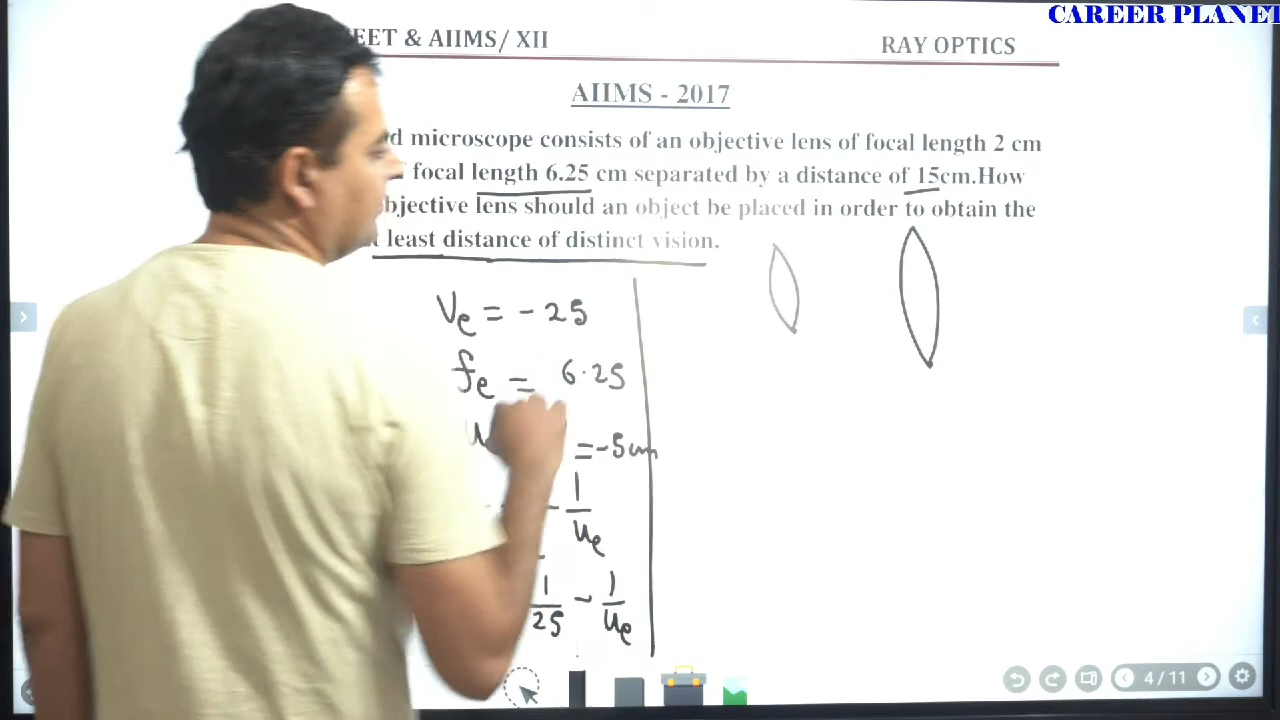 CAREER PLANE
EET & AIIMS/ XII
RAY OPTICS
AIIMS - 2017
d microscope consists of an objective lens of focal length 2 cm
focal length 6.25 cm separated by a distance of 15cm.How
bjective lens should an object be placed in order to obtain the
least distance of distinct vision.
Ve = - 25
fe = 6.25
u = -5cm
- 1/ue
1/25 - 1/ue
4/11